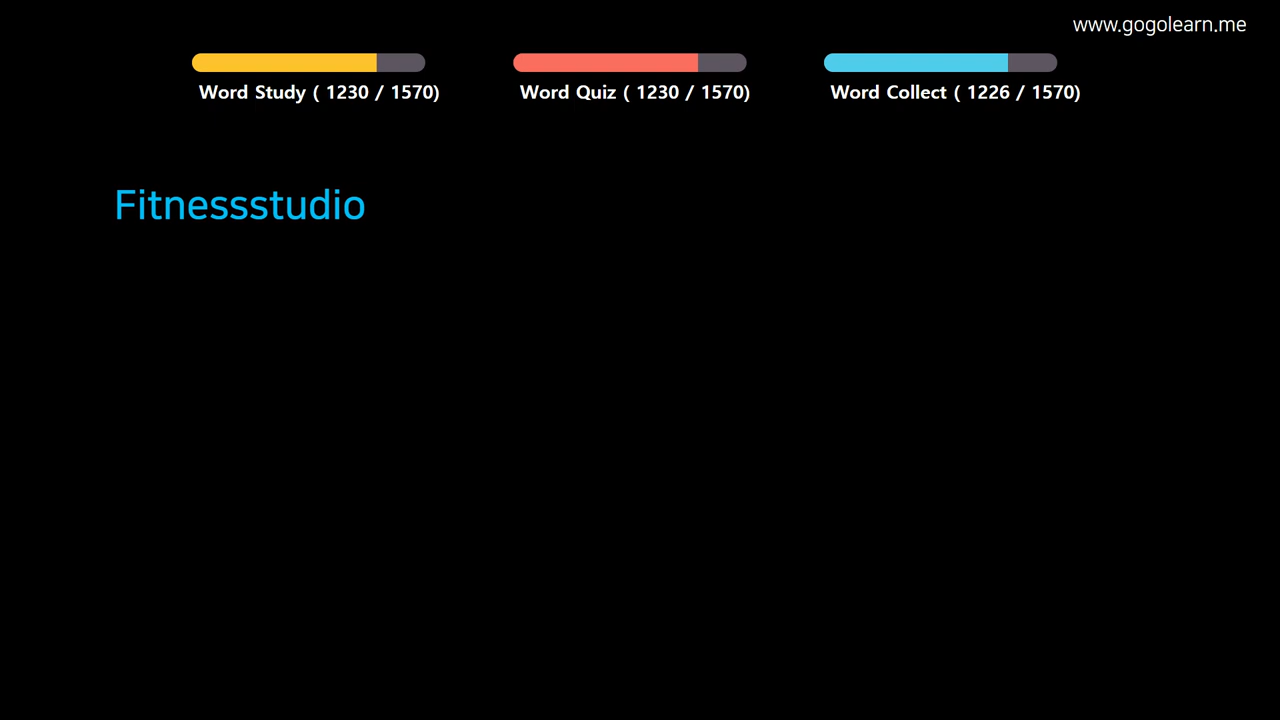 www.gogolearn.me
Word Study ( 1230 / 1570)
Word Quiz ( 1230 / 1570)
Word Collect ( 1226 / 1570)
Fitnessstudio